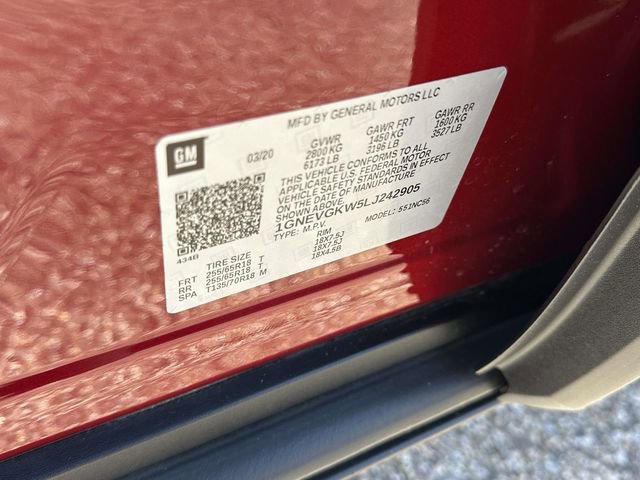 GM
MFD BY GENERAL MOTORS LLC
03/20 GVWR GAWR FRT GAWR RR
2800 KG 1450 KG 1600 KG
6173 LB 3196 LB 3527 LB
THIS VEHICLE CONFORMS TO ALL
APPLICABLE U.S. FEDERAL MOTOR
VEHICLE SAFETY STANDARDS IN EFFECT
ON THE DATE OF MANUFACTURE
SHOWN ABOVE.
1GNEVGKW5LJ242905
TYPE: M.P.V. MODEL: 551NC56
434B
TIRE SIZE RIM
FRT 255/65R18 T 18X7.5J
RR 255/65R18 T 18X7.5J
SPA T135/70R18 M 18X4.5B